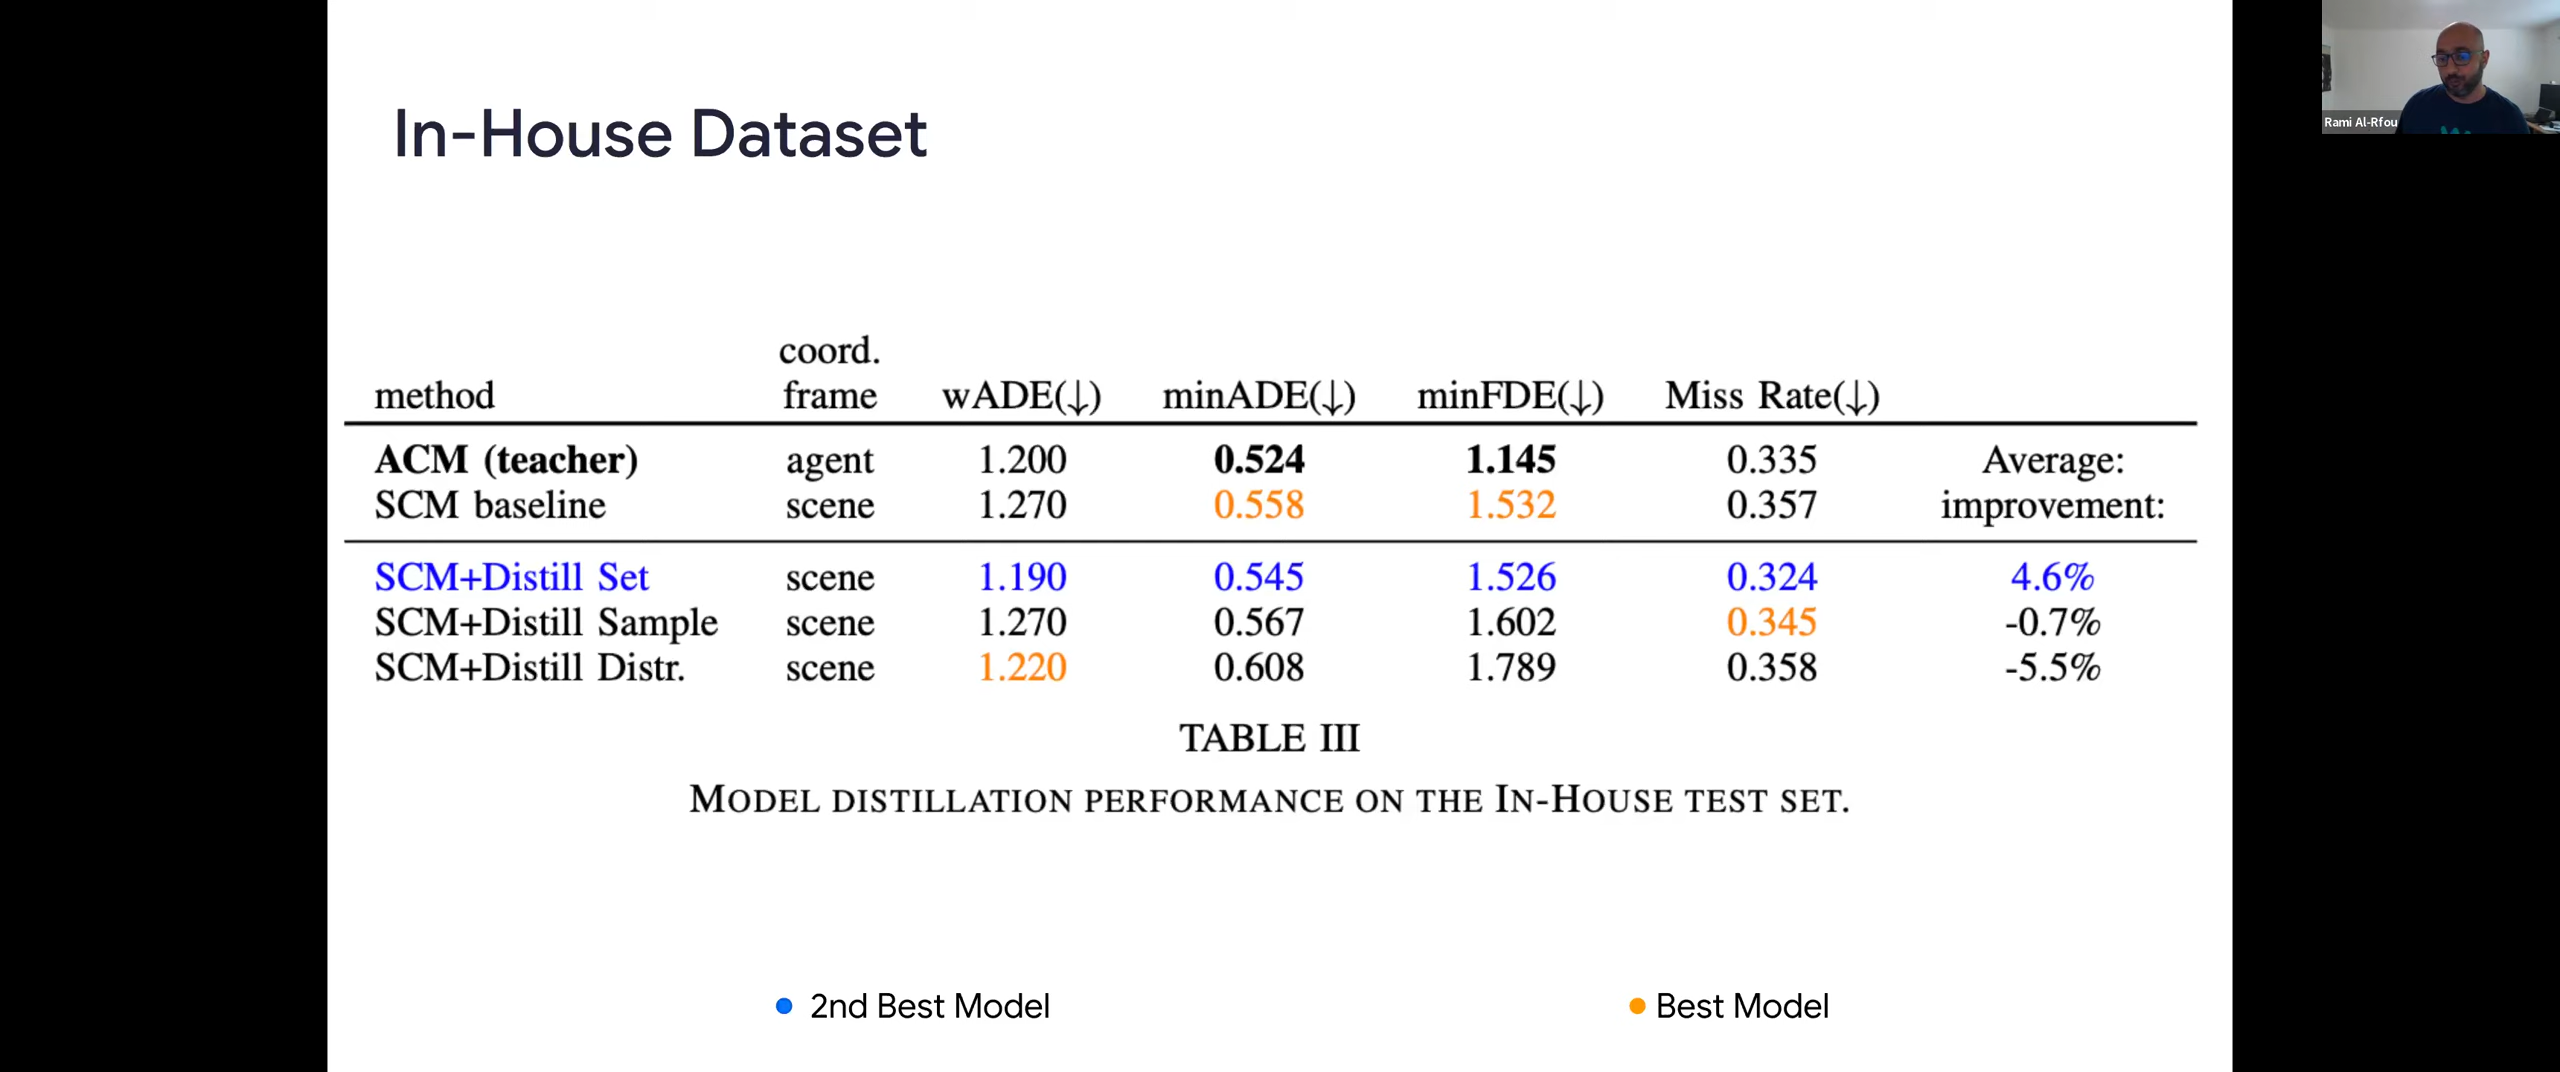 In-House Dataset
Rami Al-Rfou
coord.
method frame wADE(↓) minADE(↓) minFDE(↓) Miss Rate(↓)
ACM (teacher) agent 1.200 0.524 1.145 0.335 Average:
SCM baseline scene 1.270 0.558 1.532 0.357 improvement:
SCM+Distill Set scene 1.190 0.545 1.526 0.324 4.6%
SCM+Distill Sample scene 1.270 0.567 1.602 0.345 -0.7%
SCM+Distill Distr. scene 1.220 0.608 1.789 0.358 -5.5%
TABLE III
MODEL DISTILLATION PERFORMANCE ON THE IN-HOUSE TEST SET.
2nd Best Model
Best Model